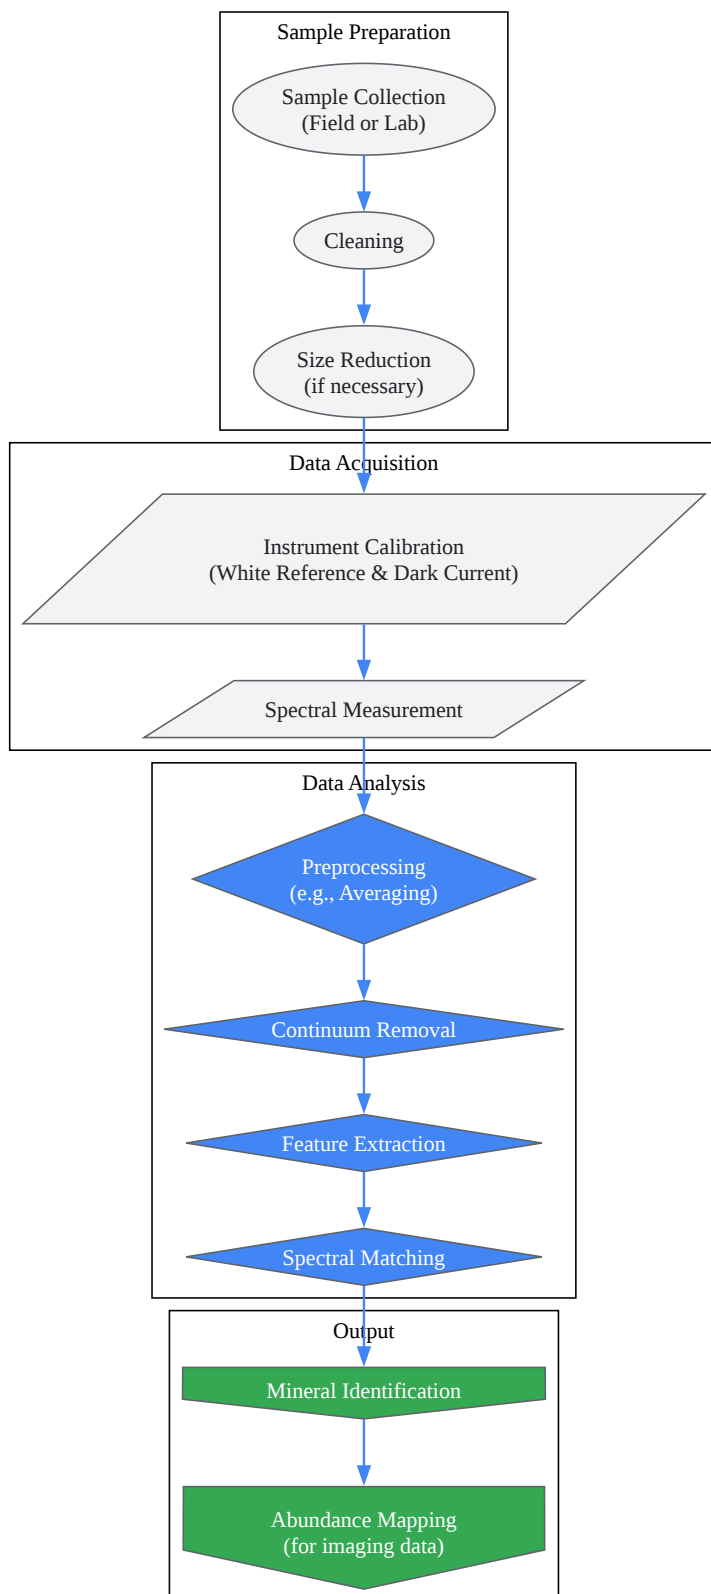 Sample Preparation
Sample Collection
(Field or Lab)
Cleaning
Size Reduction
(if necessary)
Data Acquisition
Instrument Calibration
(White Reference & Dark Current)
Spectral Measurement
Data Analysis
Preprocessing
(e.g., Averaging)
Continuum Removal
Feature Extraction
Spectral Matching
Output
Mineral Identification
Abundance Mapping
(for imaging data)